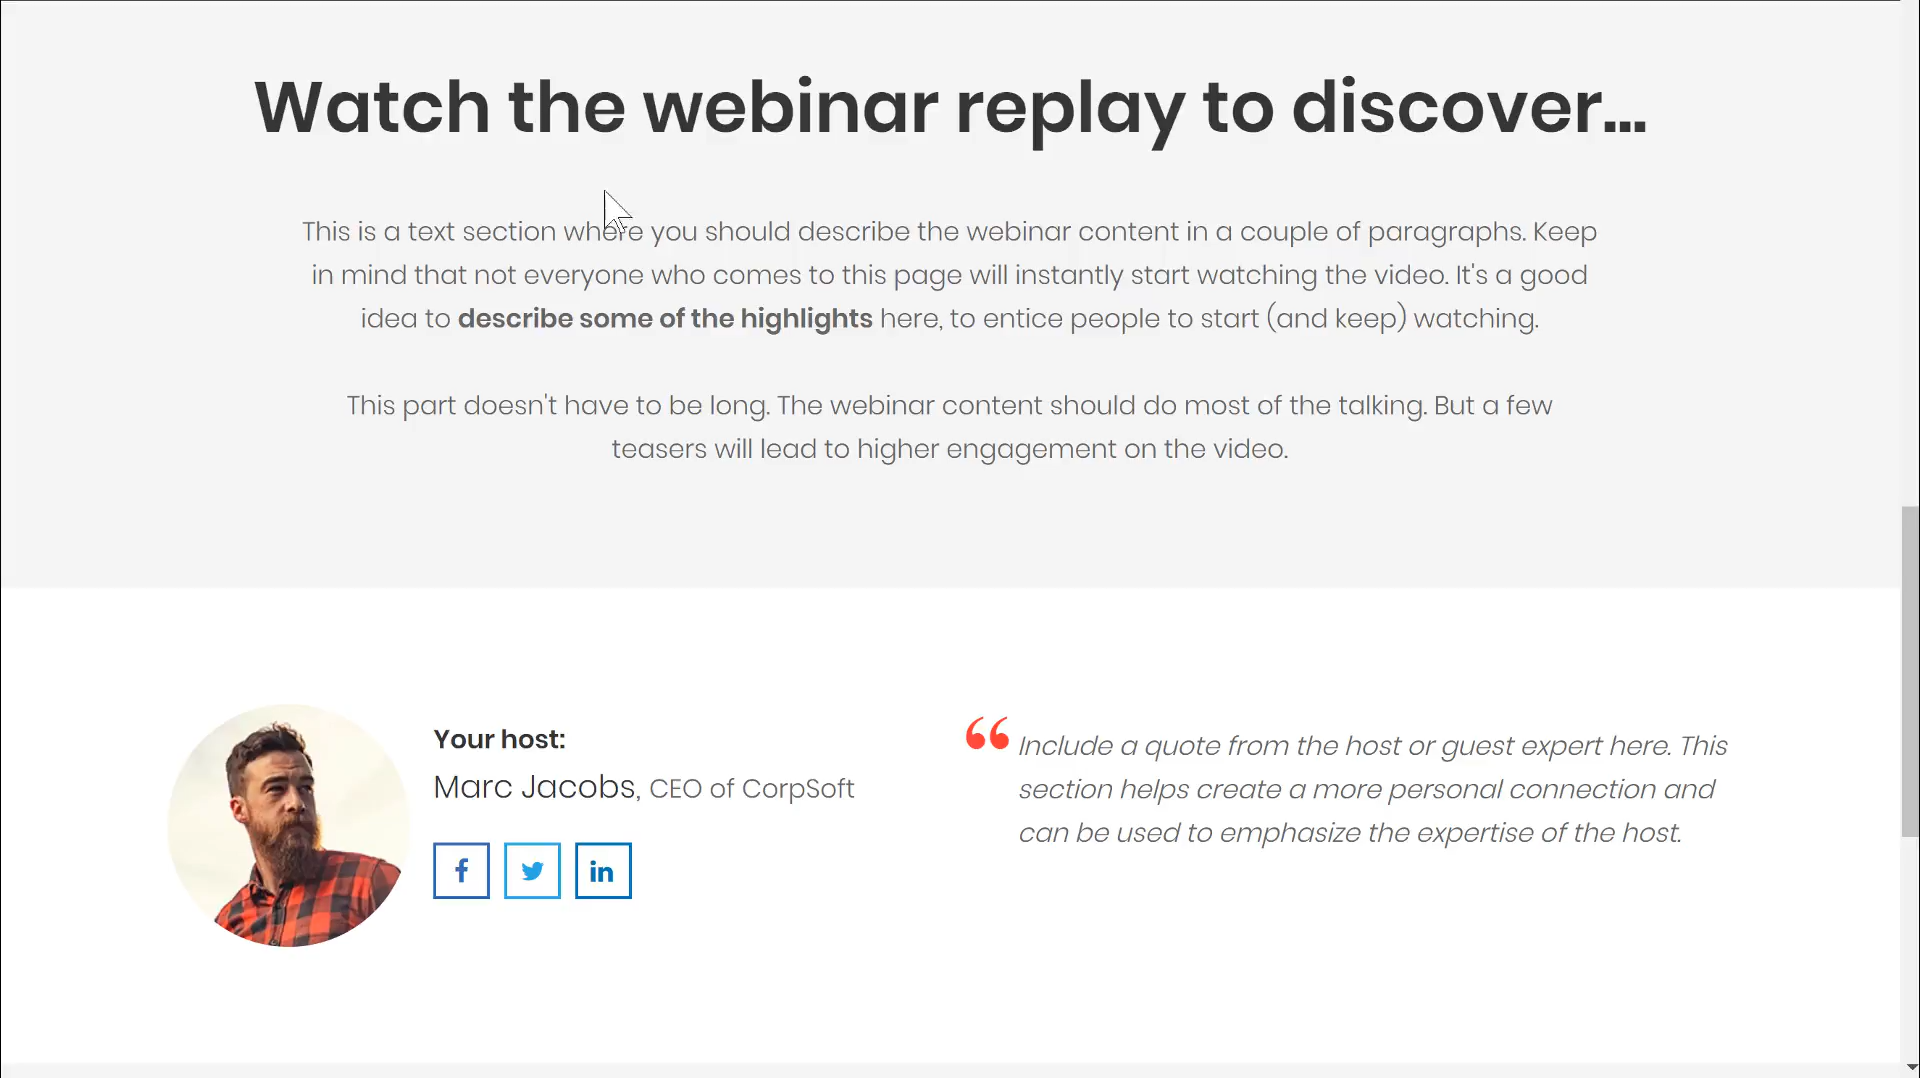 Watch the webinar replay to discover...
This is a text section where you should describe the webinar content in a couple of paragraphs. Keep
in mind that not everyone who comes to this page will instantly start watching the video. It's a good
idea to describe some of the highlights here, to entice people to start (and keep) watching.
This part doesn't have to be long. The webinar content should do most of the talking. But a few
teasers will lead to higher engagement on the video.
Your host:
Marc Jacobs, CEO of CorpSoft
“Include a quote from the host or guest expert here. This
section helps create a more personal connection and
can be used to emphasize the expertise of the host.